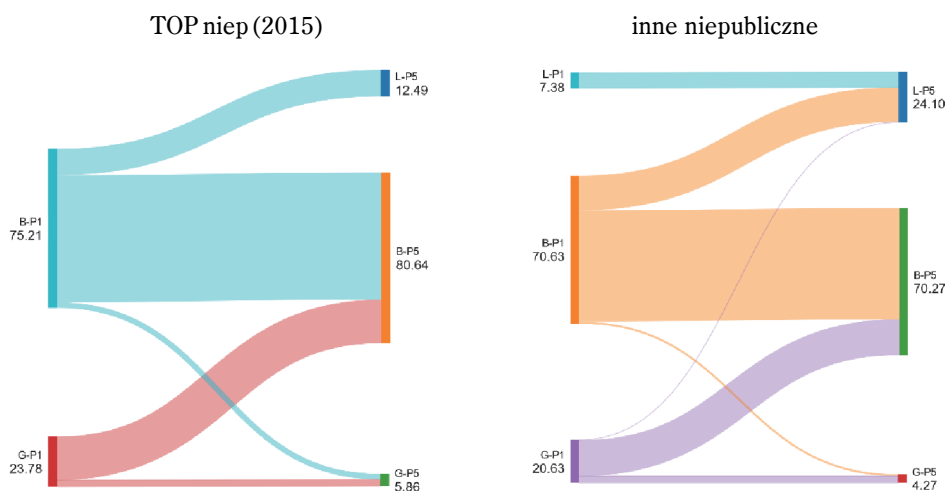 TOP niep (2015)
L-P5
12.49
B-P1
75.21
B-P5
80.64
G-P1
23.78
G-P5
5.86
inne niepubliczne
L-P1
7.38
L-P5
24.10
B-P1
70.63
B-P5
70.27
G-P1
20.63
G-P5
4.27